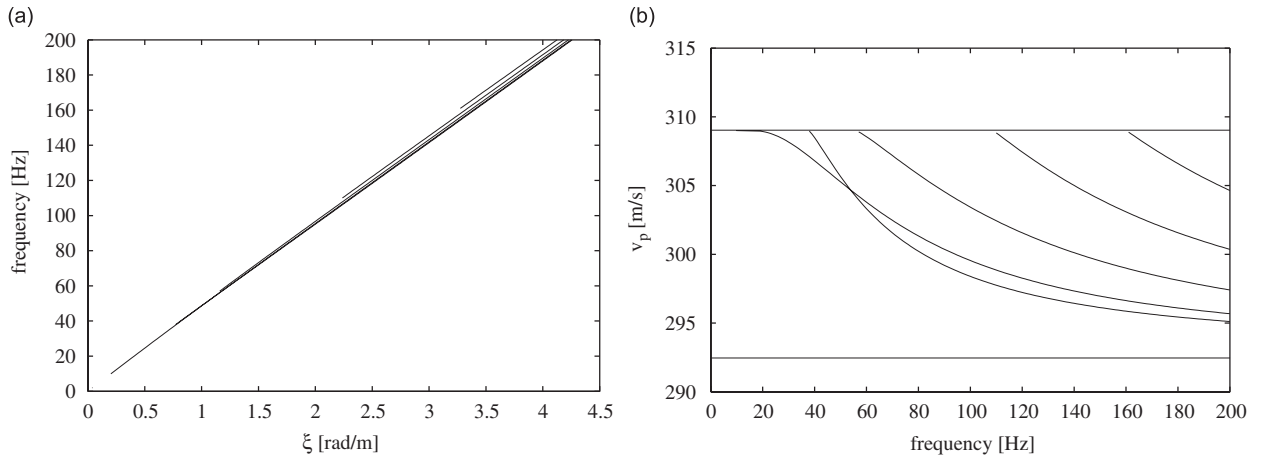 (a)
200
180
160
140
120
100
80
60
40
20
0
frequency [Hz]
0 0.5 1 1.5 2 2.5 3 3.5 4 4.5
ξ [rad/m]
(b)
315
310
305
300
295
290
v_p [m/s]
0 20 40 60 80 100 120 140 160 180 200
frequency [Hz]